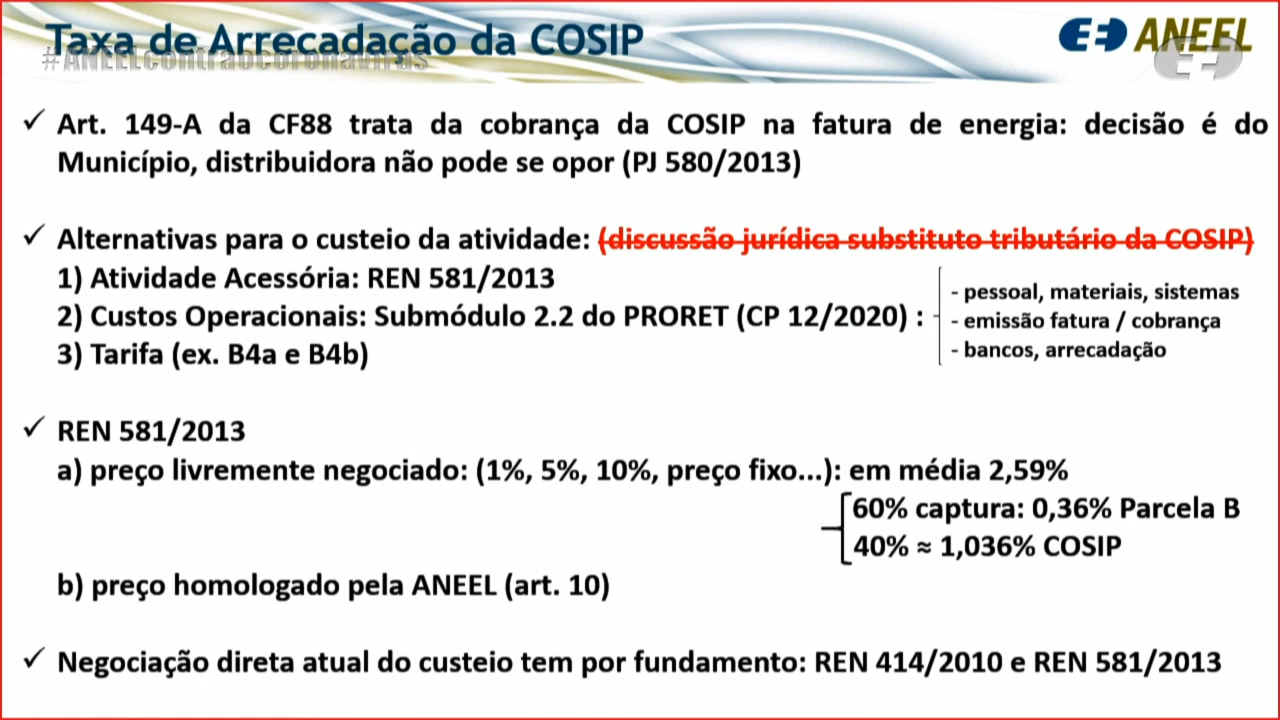 Taxa de Arrecadação da COSIP
ANEEL
#ANEELcontraocoronavírus
✓ Art. 149-A da CF88 trata da cobrança da COSIP na fatura de energia: decisão é do
Município, distribuidora não pode se opor (PJ 580/2013)
✓ Alternativas para o custeio da atividade: (discussão jurídica substituto tributário da COSIP)
1) Atividade Acessória: REN 581/2013
2) Custos Operacionais: Submódulo 2.2 do PRORET (CP 12/2020) :
- pessoal, materiais, sistemas
- emissão fatura / cobrança
- bancos, arrecadação
3) Tarifa (ex. B4a e B4b)
✓ REN 581/2013
a) preço livremente negociado: (1%, 5%, 10%, preço fixo...): em média 2,59%
60% captura: 0,36% Parcela B
40% ≈ 1,036% COSIP
b) preço homologado pela ANEEL (art. 10)
✓ Negociação direta atual do custeio tem por fundamento: REN 414/2010 e REN 581/2013